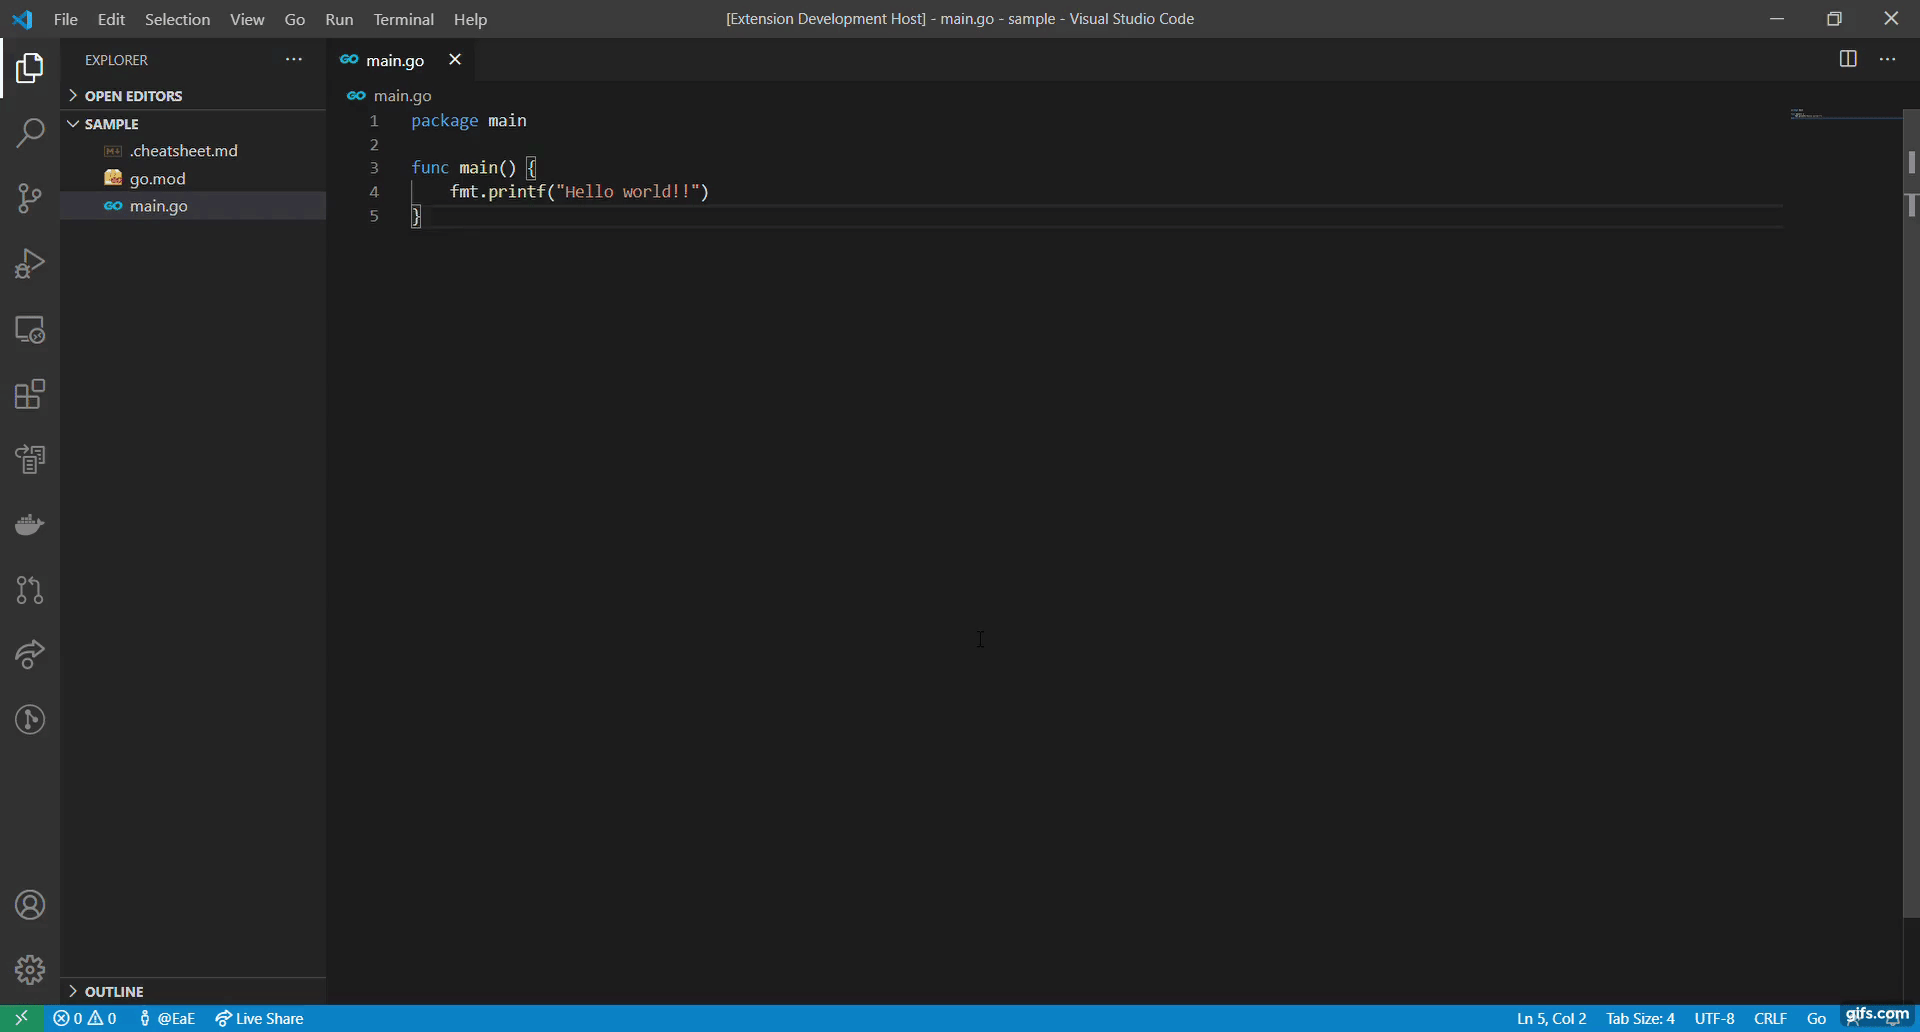 File Edit Selection View Go Run Terminal Help
[Extension Development Host] - main.go - sample - Visual Studio Code
EXPLORER
OPEN EDITORS
SAMPLE
.cheatsheet.md
go.mod
GO main.go
GO main.go
GO main.go
1 package main
2
3 func main() {
4 fmt.printf("Hello world!!")
5 }
OUTLINE
0 0 @EaE Live Share
Ln 5, Col 2 Tab Size: 4 UTF-8 CRLF Go
gifs.com